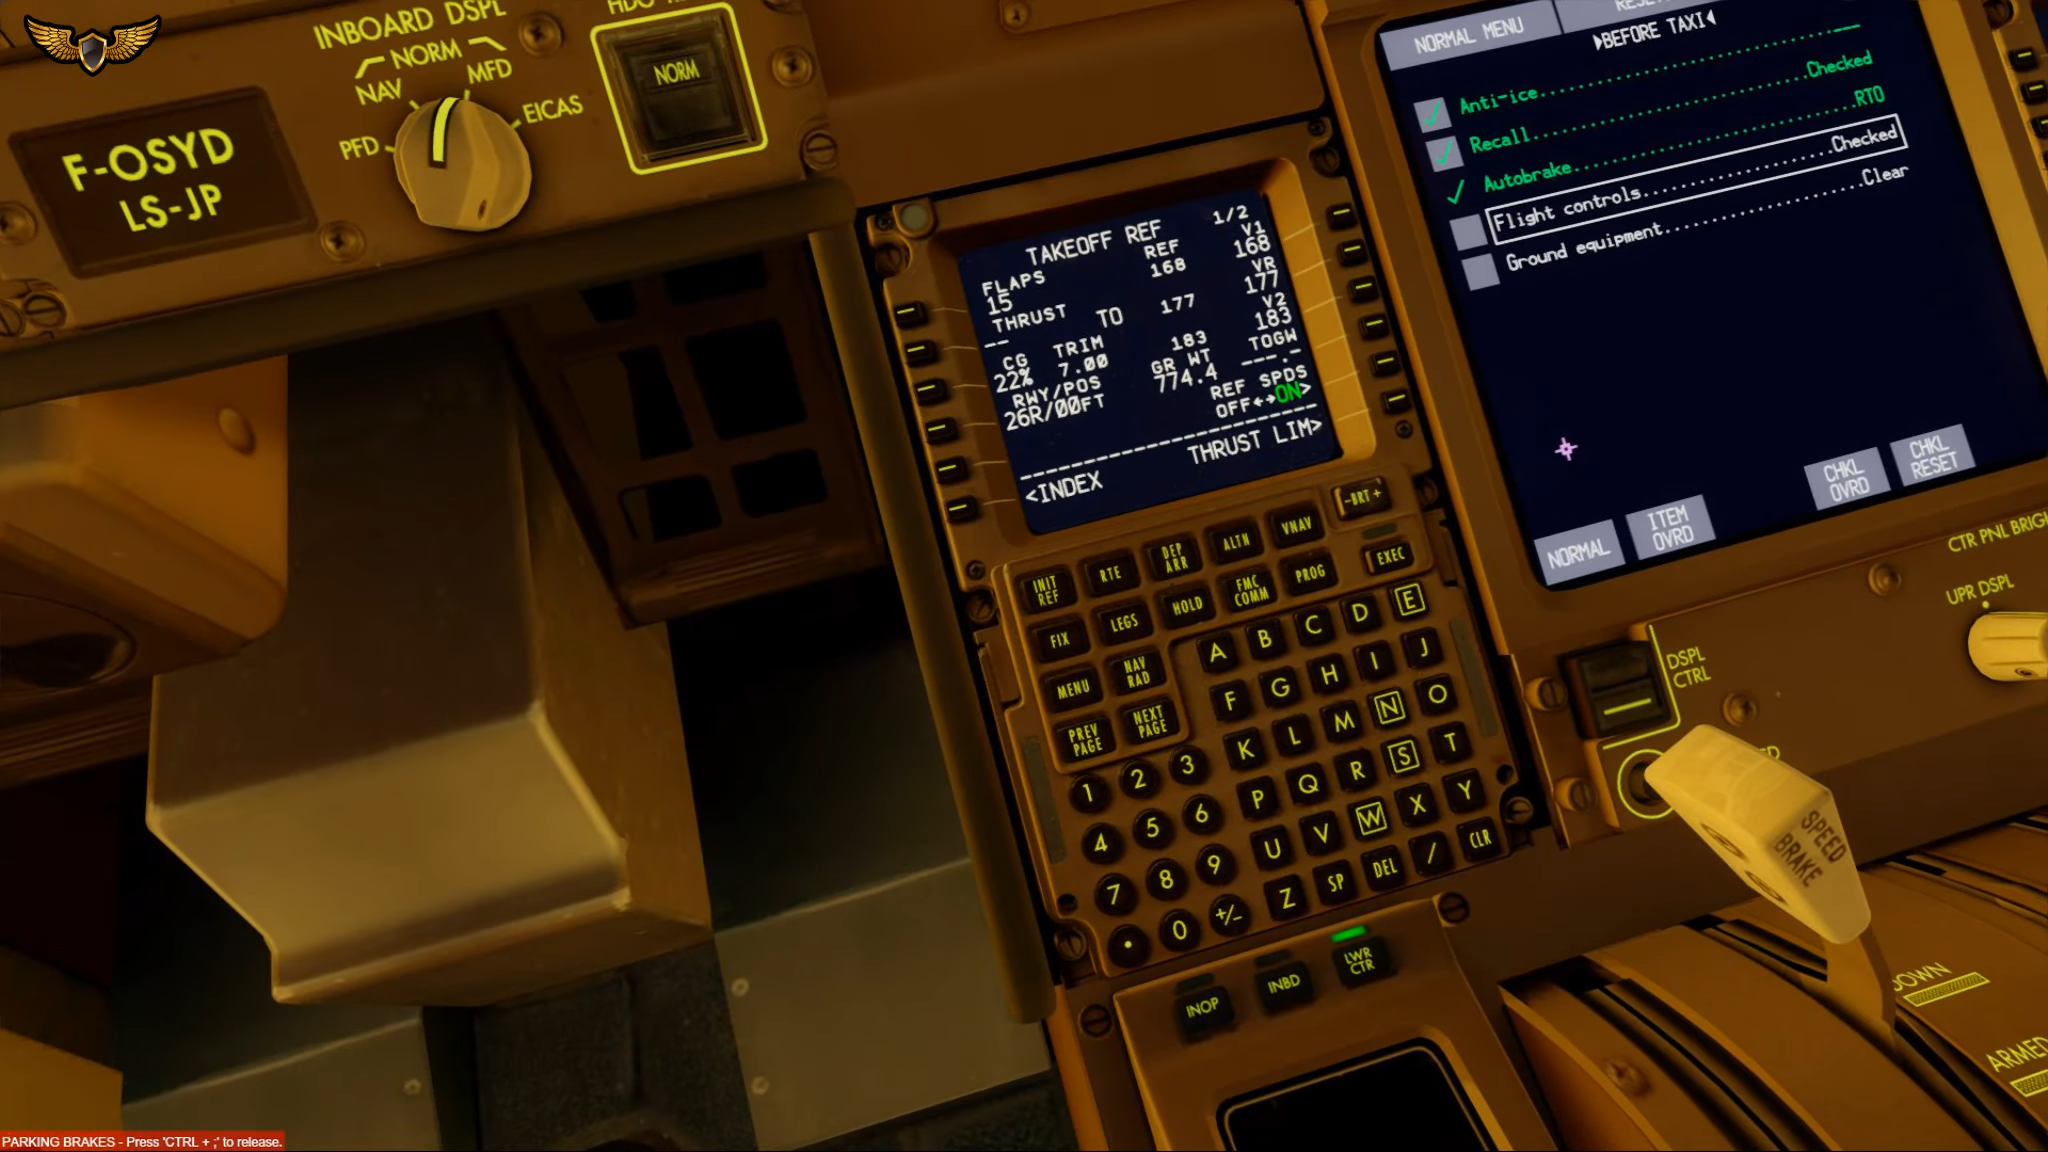 INBOARD DSPL
NORM
NAV
MFD
PFD
EICAS
NORM
F-OSYD
LS-JP
TAKEOFF REF 1/2
FLAPS REF V1
15 168 168
THRUST VR
-- TO 177 177
CG TRIM V2
22% 7.00 183 183
RWY/POS GR WT TOGW
26R/00FT 774.4 ---.-
REF SPDS
OFF←→ON>
--------------------
<INDEX THRUST LIM>
-BRT+
INIT REF
RTE
DEP ARR
ALTN
VNAV
FIX
LEGS
HOLD
FMC COMM
PROG
EXEC
MENU
NAV RAD
PREV PAGE
NEXT PAGE
A B C D E
F G H I J
K L M N O
P Q R S T
U V W X Y
Z SP DEL / CLR
1 2 3
4 5 6
7 8 9
. 0 +/-
INOP
INBD
LWR CTR
NORMAL MENU
▶BEFORE TAXI◀
Anti-ice
Recall Checked
Autobrake RTO
Flight controls Checked
Ground equipment Clear
NORMAL
ITEM OVRD
CHKL OVRD
CHKL RESET
CTR PNL
UPR DSPL
DSPL CTRL
SPEED BRAKE
DOWN
ARMED
PARKING BRAKES - Press 'CTRL + ;' to release.